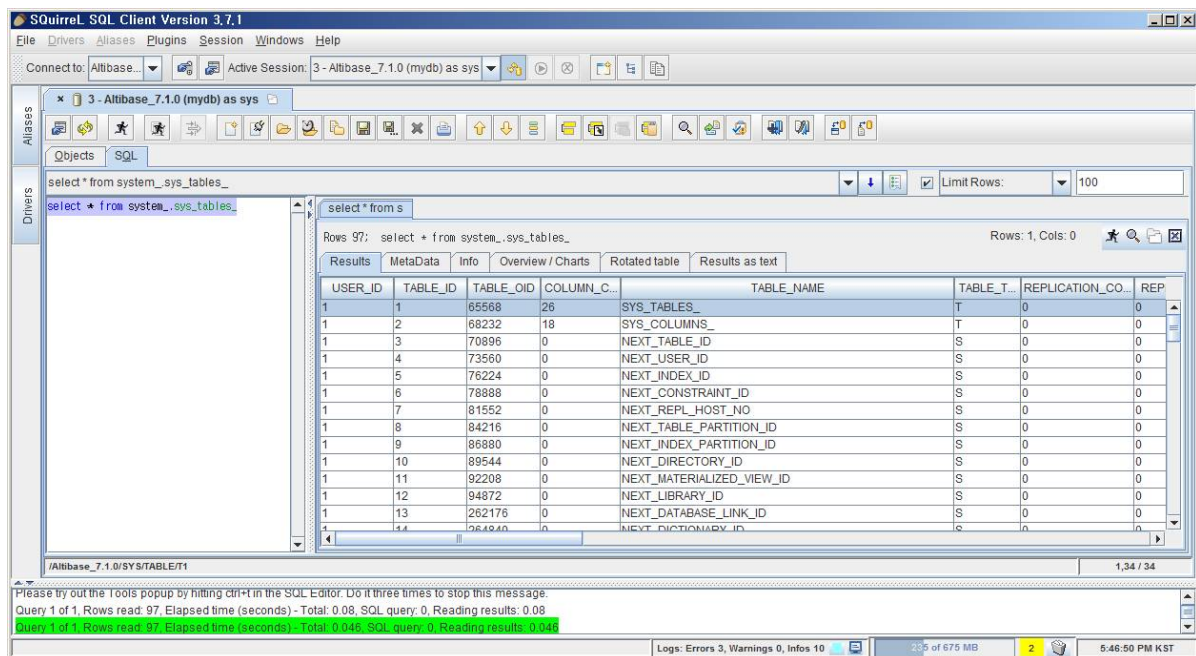 SQuirreL SQL Client Version 3.7.1
File Drivers Aliases Plugins Session Windows Help
Connect to: Altibase... Active Session: 3 - Altibase_7.1.0 (mydb) as sys
Aliases
Drivers
3 - Altibase_7.1.0 (mydb) as sys
Objects SQL
select * from system_.sys_tables_ Limit Rows: 100
select * from system_.sys_tables_
select * from s
Rows 97; select * from system_.sys_tables_ Rows: 1, Cols: 0
Results MetaData Info Overview / Charts Rotated table Results as text
USER_ID TABLE_ID TABLE_OID COLUMN_C... TABLE_NAME TABLE_T... REPLICATION_CO... REP
1 1 65568 26 SYS_TABLES_ T 0 0
1 2 68232 18 SYS_COLUMNS_ T 0 0
1 3 70896 0 NEXT_TABLE_ID S 0 0
1 4 73560 0 NEXT_USER_ID S 0 0
1 5 76224 0 NEXT_INDEX_ID S 0 0
1 6 78888 0 NEXT_CONSTRAINT_ID S 0 0
1 7 81552 0 NEXT_REPL_HOST_NO S 0 0
1 8 84216 0 NEXT_TABLE_PARTITION_ID S 0 0
1 9 86880 0 NEXT_INDEX_PARTITION_ID S 0 0
1 10 89544 0 NEXT_DIRECTORY_ID S 0 0
1 11 92208 0 NEXT_MATERIALIZED_VIEW_ID S 0 0
1 12 94872 0 NEXT_LIBRARY_ID S 0 0
1 13 262176 0 NEXT_DATABASE_LINK_ID S 0 0
1 14 264840 0 NEXT_DICTIONARY_ID S 0 0
/Altibase_7.1.0/SYS/TABLE/T1 1,34 / 34
Please try out the Tools popup by hitting ctrl+t in the SQL Editor. Do it three times to stop this message.
Query 1 of 1, Rows read: 97, Elapsed time (seconds) - Total: 0.08, SQL query: 0, Reading results: 0.08
Query 1 of 1, Rows read: 97, Elapsed time (seconds) - Total: 0.046, SQL query: 0, Reading results: 0.046
Logs: Errors 3, Warnings 0, Infos 10 of 675 MB 2 5:46:50 PM KST